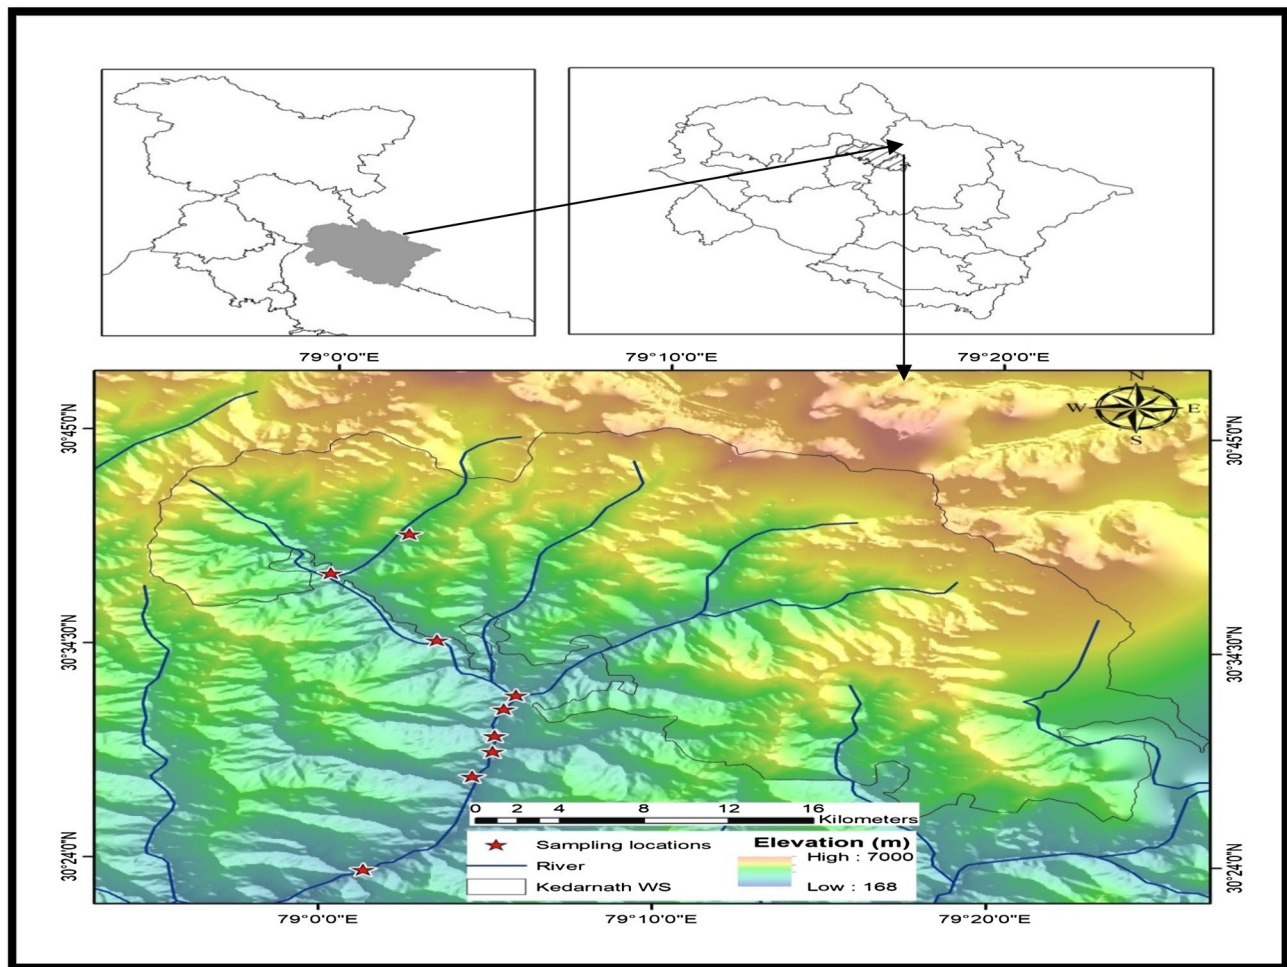 79°0'0"E 79°10'0"E 79°20'0"E
N
W E
S
30°45'0"N 30°45'0"N
30°34'30"N 30°34'30"N
30°24'0"N 30°24'0"N
0 2 4 8 12 16
Kilometers
Sampling locations
River
Kedarnath WS
Elevation (m)
High : 7000
Low : 168
79°0'0"E 79°10'0"E 79°20'0"E